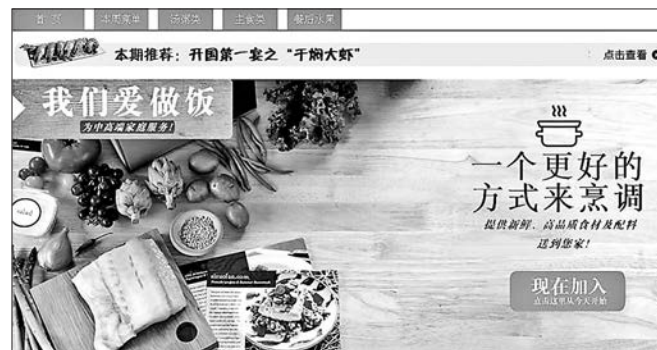 首 页
本周菜单
汤粥类
主食类
餐后水果
本期推荐：开国第一宴之“干焖大虾”
点击查看
我们爱做饭
为中高端家庭服务!
一个更好的
方式来烹调
提供新鲜、高品质食材及配料
送到您家!
现在加入
点击这里从今天开始
salad